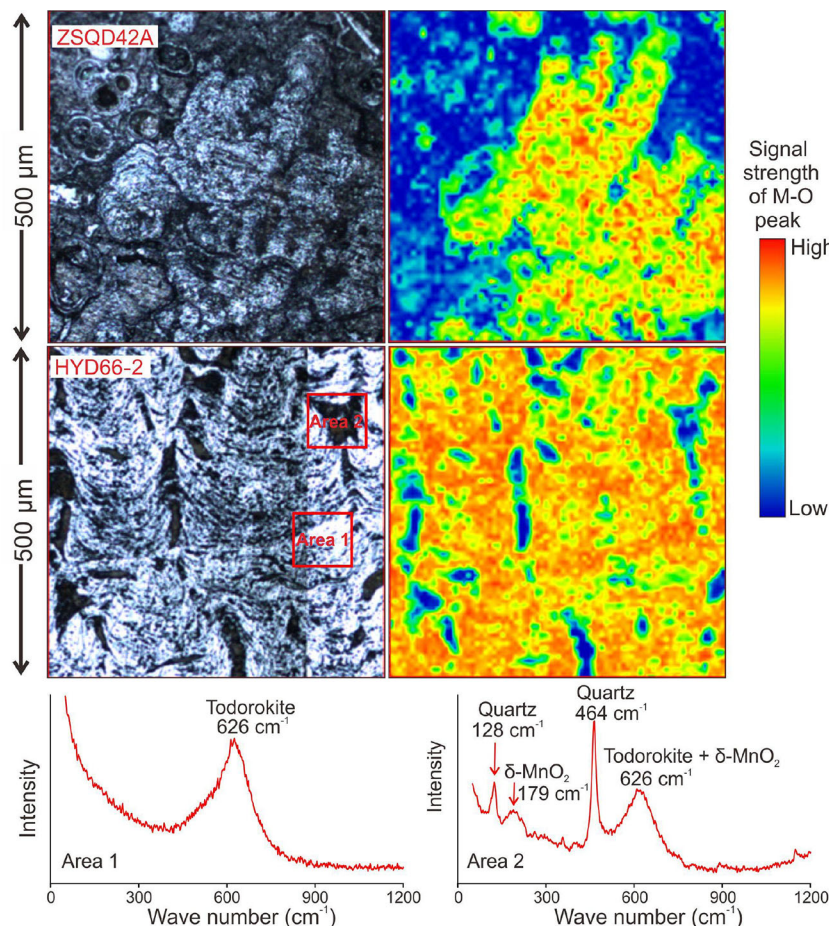 ZSQD42A
500 µm
Signal
strength
of M-O
peak
High
Low
HYD66-2
500 µm
Area 2
Area 1
Todorokite
626 cm⁻¹
Intensity
Area 1
0 300 600 900 1200
Wave number (cm⁻¹)
Quartz
128 cm⁻¹
Quartz
464 cm⁻¹
δ-MnO₂
179 cm⁻¹
Todorokite + δ-MnO₂
626 cm⁻¹
Intensity
Area 2
0 300 600 900 1200
Wave number (cm⁻¹)